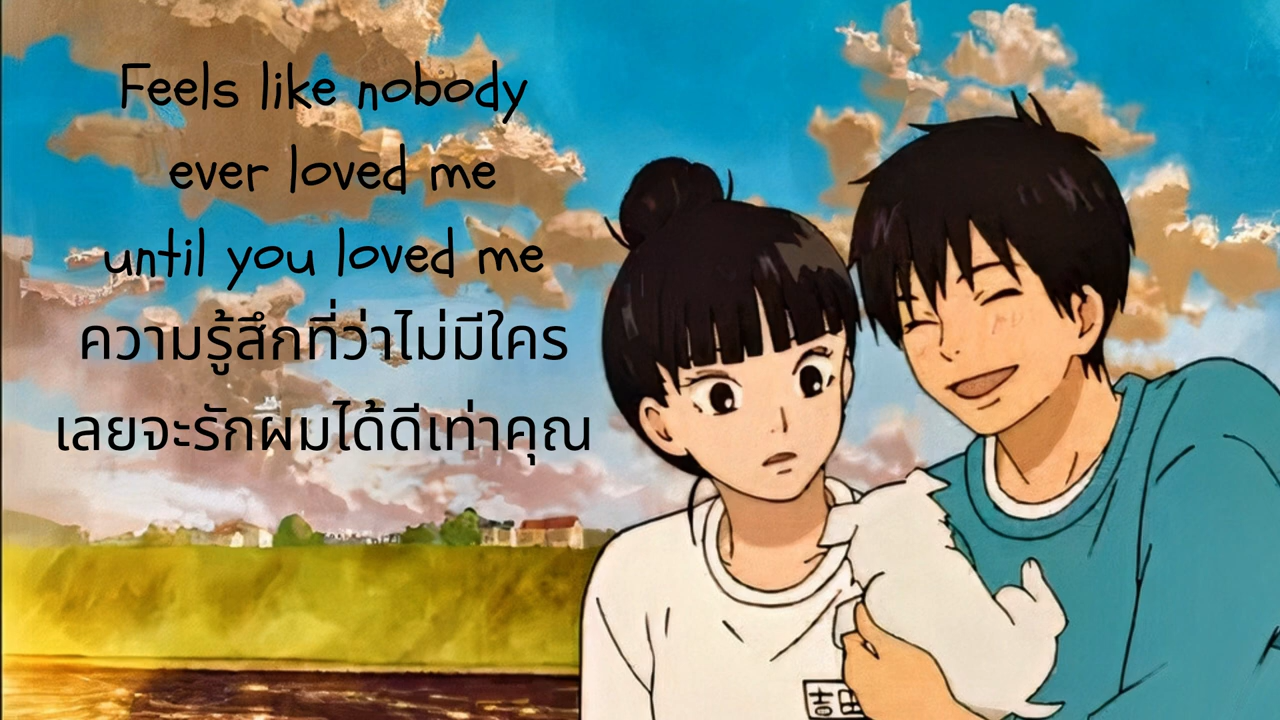 Feels like nobody
ever loved me
until you loved me
ความรู้สึกที่ว่าไม่มีใคร
เลยจะรักผมได้ดีเท่าคุณ
吉田